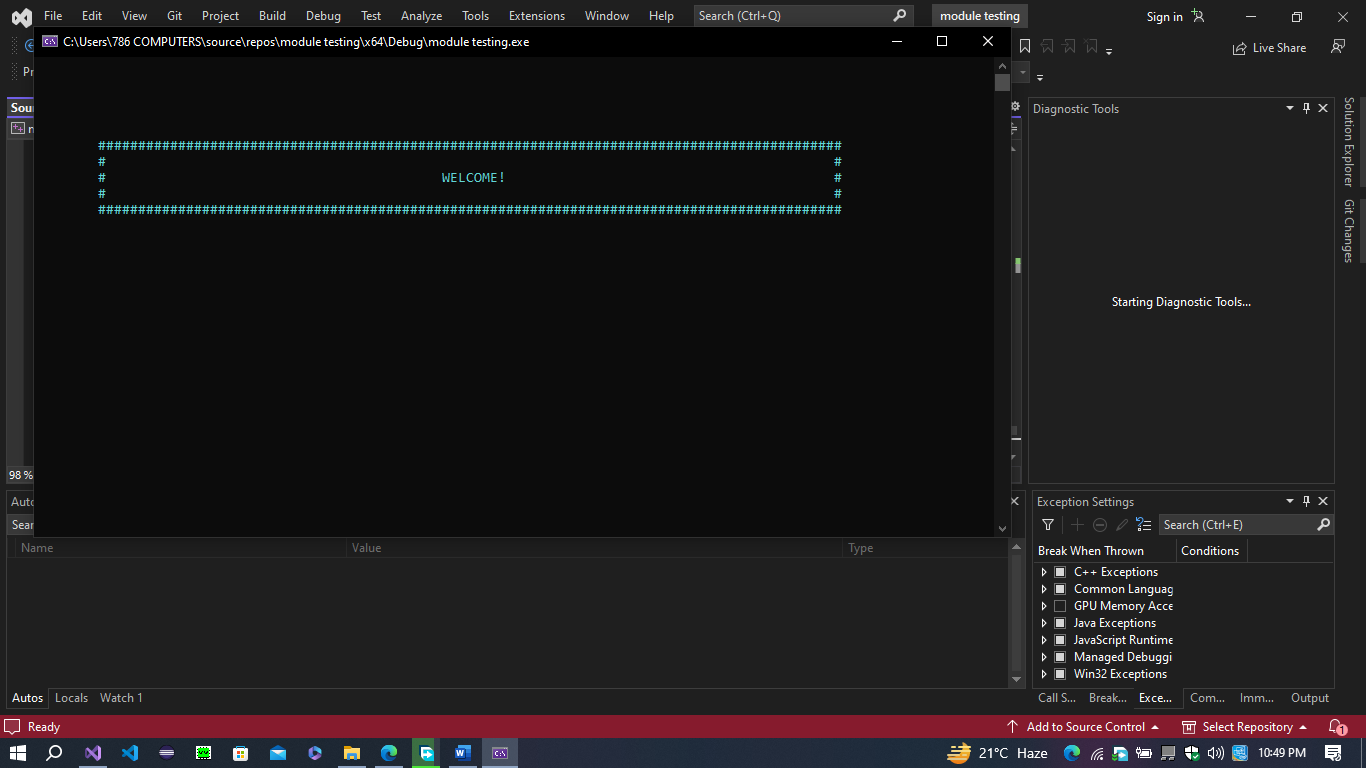 File Edit View Git Project Build Debug Test Analyze Tools Extensions Window Help Search (Ctrl+Q) module testing Sign in
C:\Users\786 COMPUTERS\source\repos\module testing\x64\Debug\module testing.exe
Live Share
Diagnostic Tools
Solution Explorer
Git Changes
#############################################################################################
# #
# WELCOME! #
# #
#############################################################################################
Starting Diagnostic Tools...
98 %
Exception Settings
Search (Ctrl+E)
Name Value Type
Break When Thrown Conditions
C++ Exceptions
Common Languag
GPU Memory Acce
Java Exceptions
JavaScript Runtime
Managed Debuggi
Win32 Exceptions
Autos Locals Watch 1
Call S... Break... Exce... Com... Imm... Output
Ready Add to Source Control Select Repository 1
21°C Haze 10:49 PM